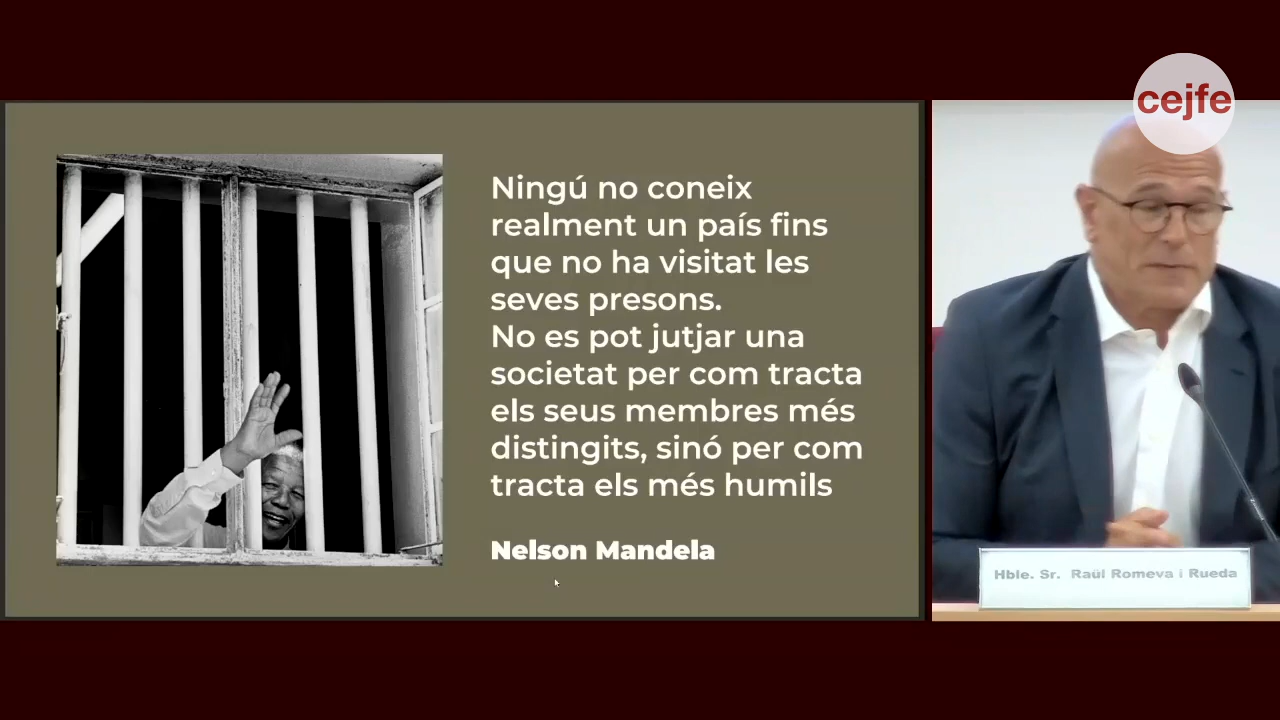 cejfe
Ningú no coneix
realment un país fins
que no ha visitat les
seves presons.
No es pot jutjar una
societat per com tracta
els seus membres més
distingits, sinó per com
tracta els més humils
Nelson Mandela
Hble. Sr. Raül Romeva i Rueda